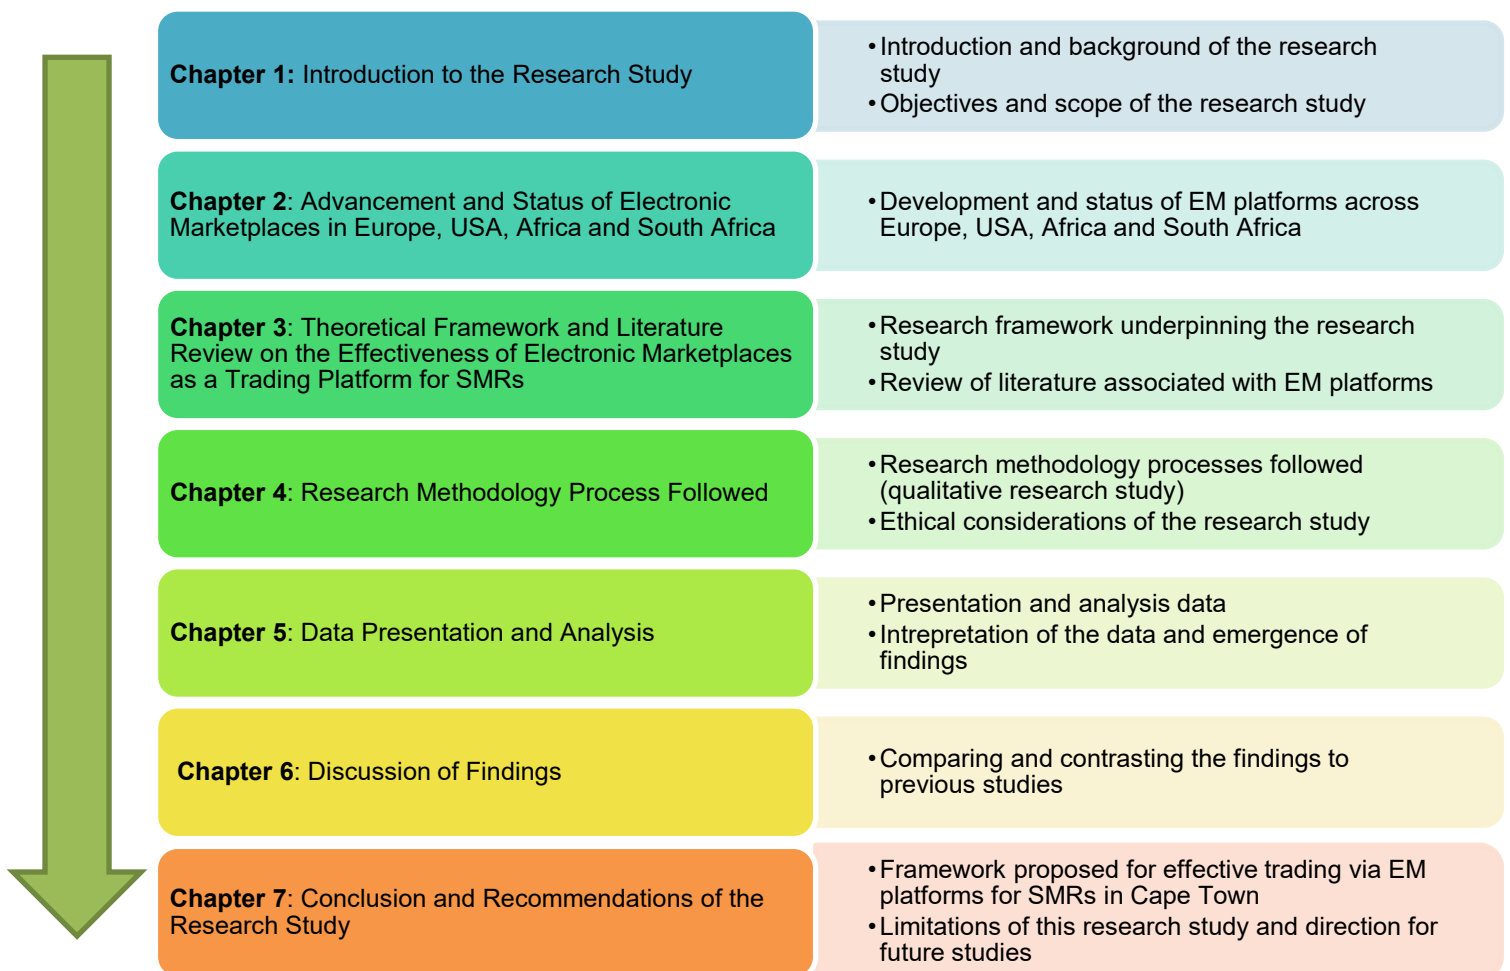 Chapter 1: Introduction to the Research Study
•Introduction and background of the research
study
•Objectives and scope of the research study
Chapter 2: Advancement and Status of Electronic
Marketplaces in Europe, USA, Africa and South Africa
•Development and status of EM platforms across
Europe, USA, Africa and South Africa
Chapter 3: Theoretical Framework and Literature
Review on the Effectiveness of Electronic Marketplaces
as a Trading Platform for SMRs
•Research framework underpinning the research
study
•Review of literature associated with EM platforms
Chapter 4: Research Methodology Process Followed
•Research methodology processes followed
(qualitative research study)
•Ethical considerations of the research study
Chapter 5: Data Presentation and Analysis
•Presentation and analysis data
•Intrepretation of the data and emergence of
findings
Chapter 6: Discussion of Findings
•Comparing and contrasting the findings to
previous studies
Chapter 7: Conclusion and Recommendations of the
Research Study
•Framework proposed for effective trading via EM
platforms for SMRs in Cape Town
•Limitations of this research study and direction for
future studies